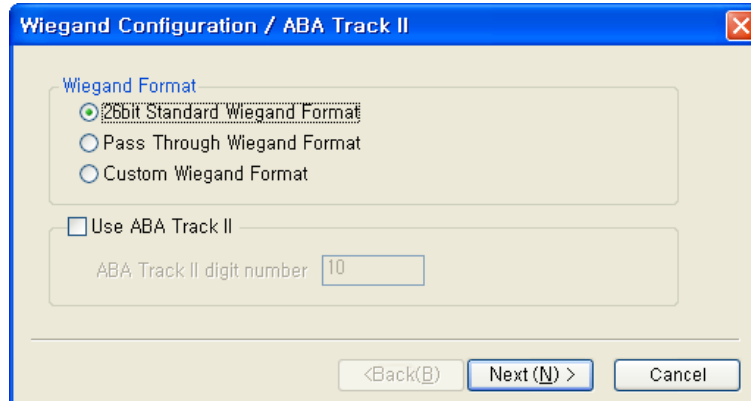 Wiegand Configuration / ABA Track II
Wiegand Format
26bit Standard Wiegand Format
Pass Through Wiegand Format
Custom Wiegand Format
Use ABA Track II
ABA Track II digit number 10
<Back(B) Next (N) > Cancel